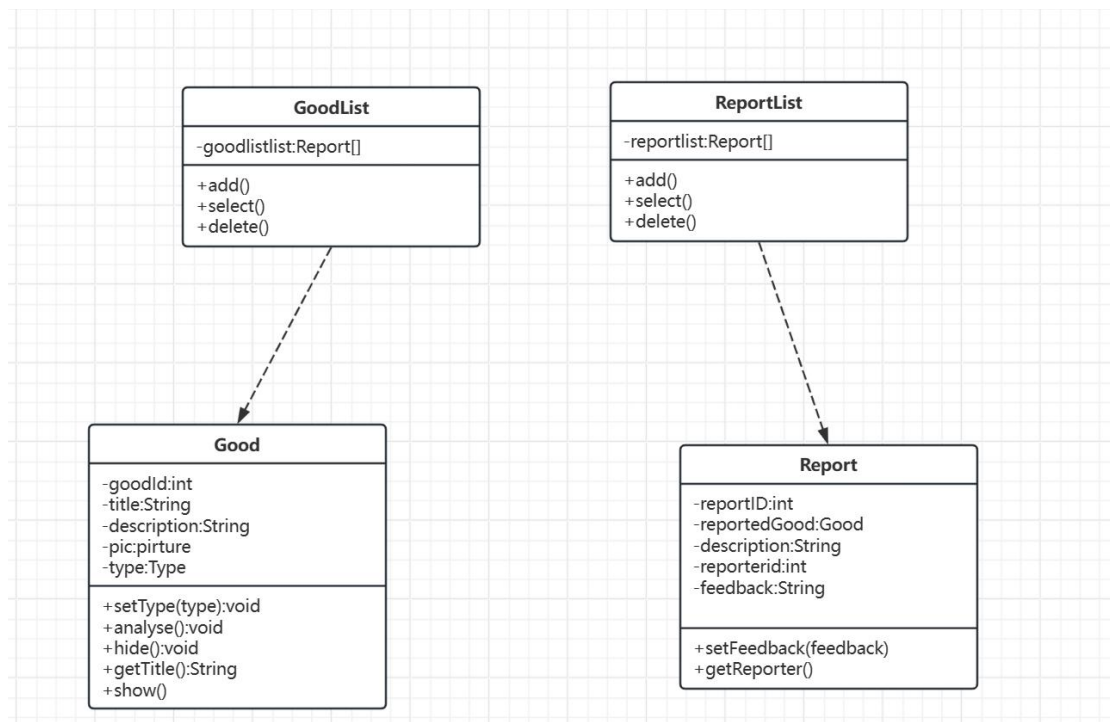 GoodList
-goodlistlist:Report[]
+add()
+select()
+delete()
ReportList
-reportlist:Report[]
+add()
+select()
+delete()
Good
-goodId:int
-title:String
-description:String
-pic:pirture
-type:Type
+setType(type):void
+analyse():void
+hide():void
+getTitle():String
+show()
Report
-reportID:int
-reportedGood:Good
-description:String
-reporterid:int
-feedback:String
+setFeedback(feedback)
+getReporter()